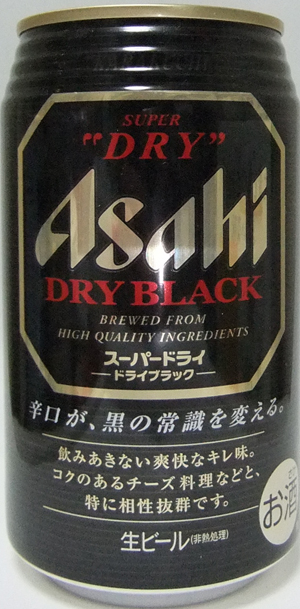 SUPER
"DRY"
Asahi
DRY BLACK
BREWED FROM
HIGH QUALITY INGREDIENTS
スーパードライ
ードライブラックー
辛口が、黒の常識を変える。
飲みあきない爽快なキレ味。
コクのあるチーズ料理などと、
特に相性抜群です。
お酒
生ビール(非熱処理)